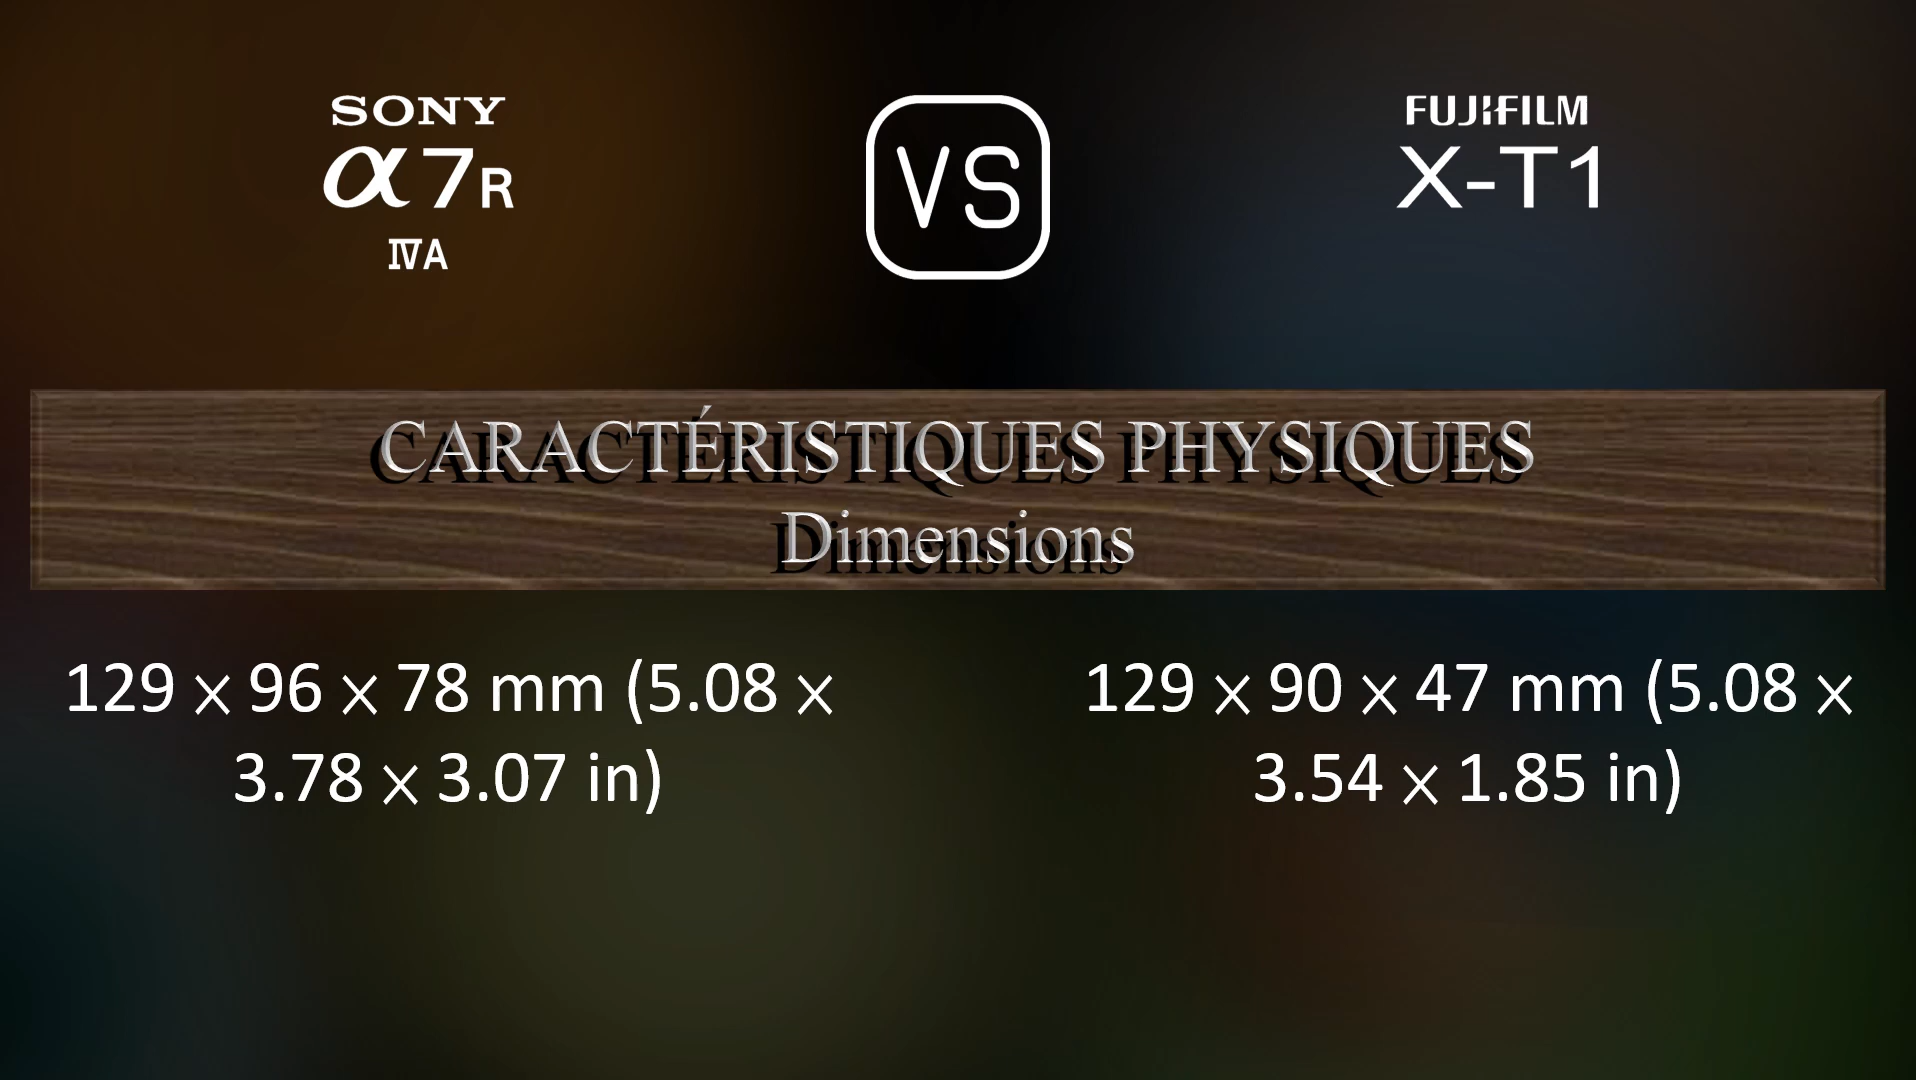 SONY
α7R
IVA
VS
FUJIFILM
X-T1
CARACTÉRISTIQUES PHYSIQUES
Dimensions
129 x 96 x 78 mm (5.08 x
3.78 x 3.07 in)
129 x 90 x 47 mm (5.08 x
3.54 x 1.85 in)